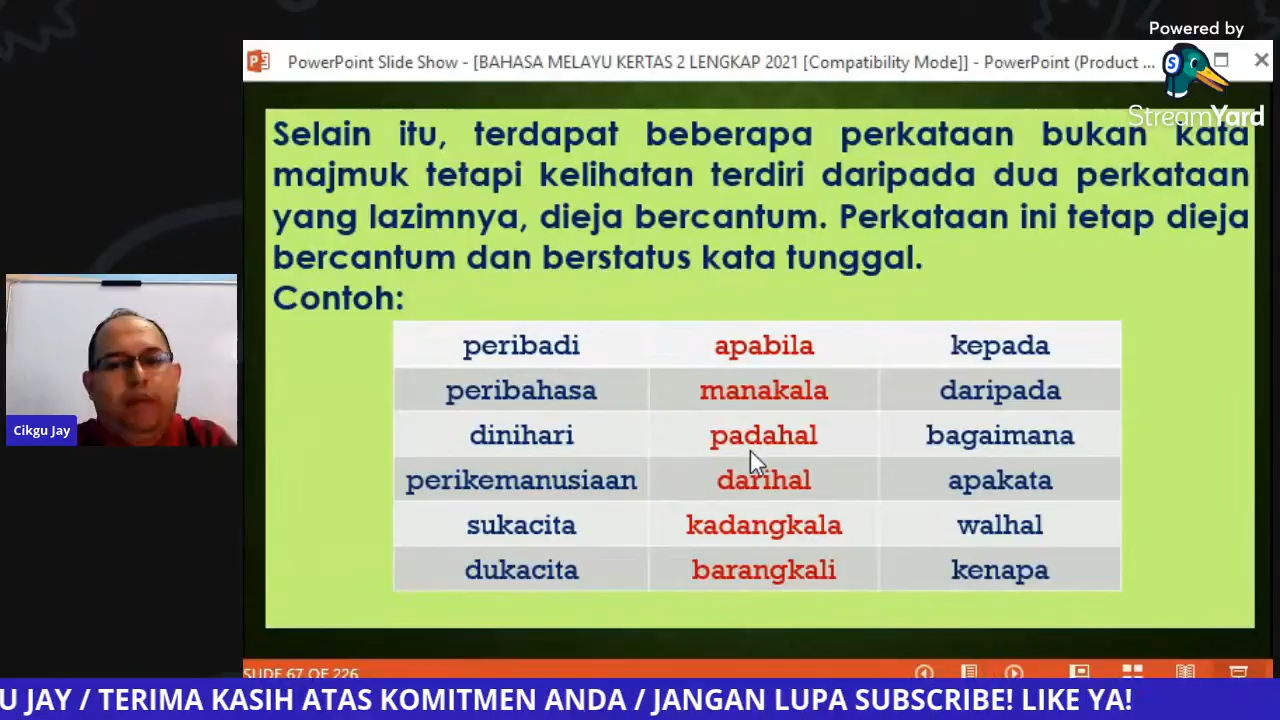 Powered by
StreamYard
PowerPoint Slide Show - [BAHASA MELAYU KERTAS 2 LENGKAP 2021 [Compatibility Mode]] - PowerPoint (Product ...
Selain itu, terdapat beberapa perkataan bukan kata
majmuk tetapi kelihatan terdiri daripada dua perkataan
yang lazimnya, dieja bercantum. Perkataan ini tetap dieja
bercantum dan berstatus kata tunggal.
Contoh:
peribadi apabila kepada
peribahasa manakala daripada
dinihari padahal bagaimana
perikemanusiaan darihal apakata
sukacita kadangkala walhal
dukacita barangkali kenapa
Cikgu Jay
SLIDE 67 OF 226
U JAY / TERIMA KASIH ATAS KOMITMEN ANDA / JANGAN LUPA SUBSCRIBE! LIKE YA!